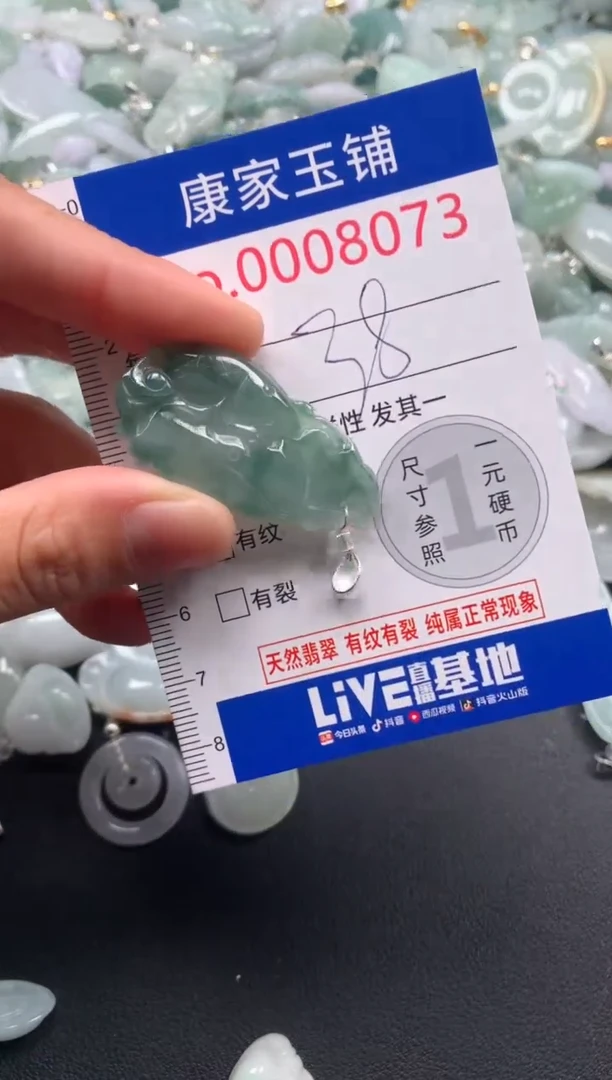 康家玉铺
.0008073
38
性 发其一
尺寸参照
1
一元硬币
有纹
有裂
天然翡翠 有纹有裂 纯属正常现象
LiVE直播基地
今日头条 抖音 西瓜视频 抖音火山版
0
2
6
7
8